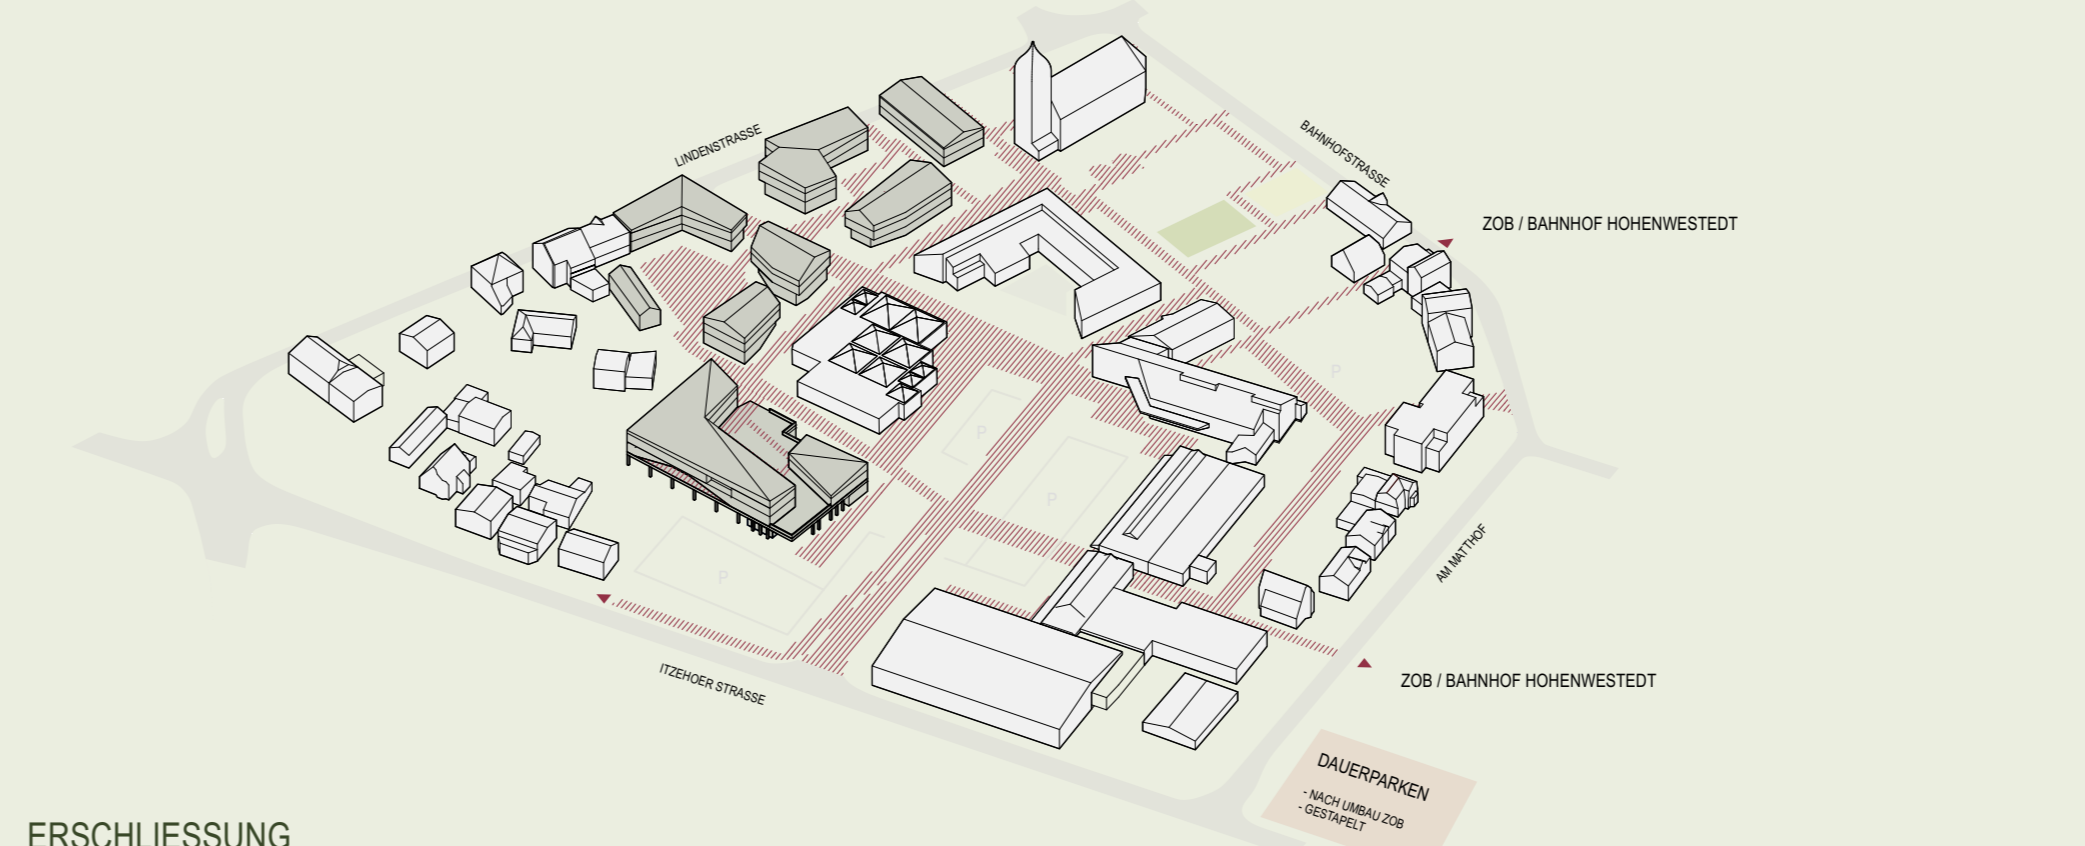 LINDENSTRASSE
BAHNHOFSTRASSE
ZOB / BAHNHOF HOHENWESTEDT
P
P
P
P
AM MATTHOF
ITZEHOER STRASSE
ZOB / BAHNHOF HOHENWESTEDT
DAUERPARKEN
- NACH UMBAU ZOB
- GESTAPELT
ERSCHLIESSUNG